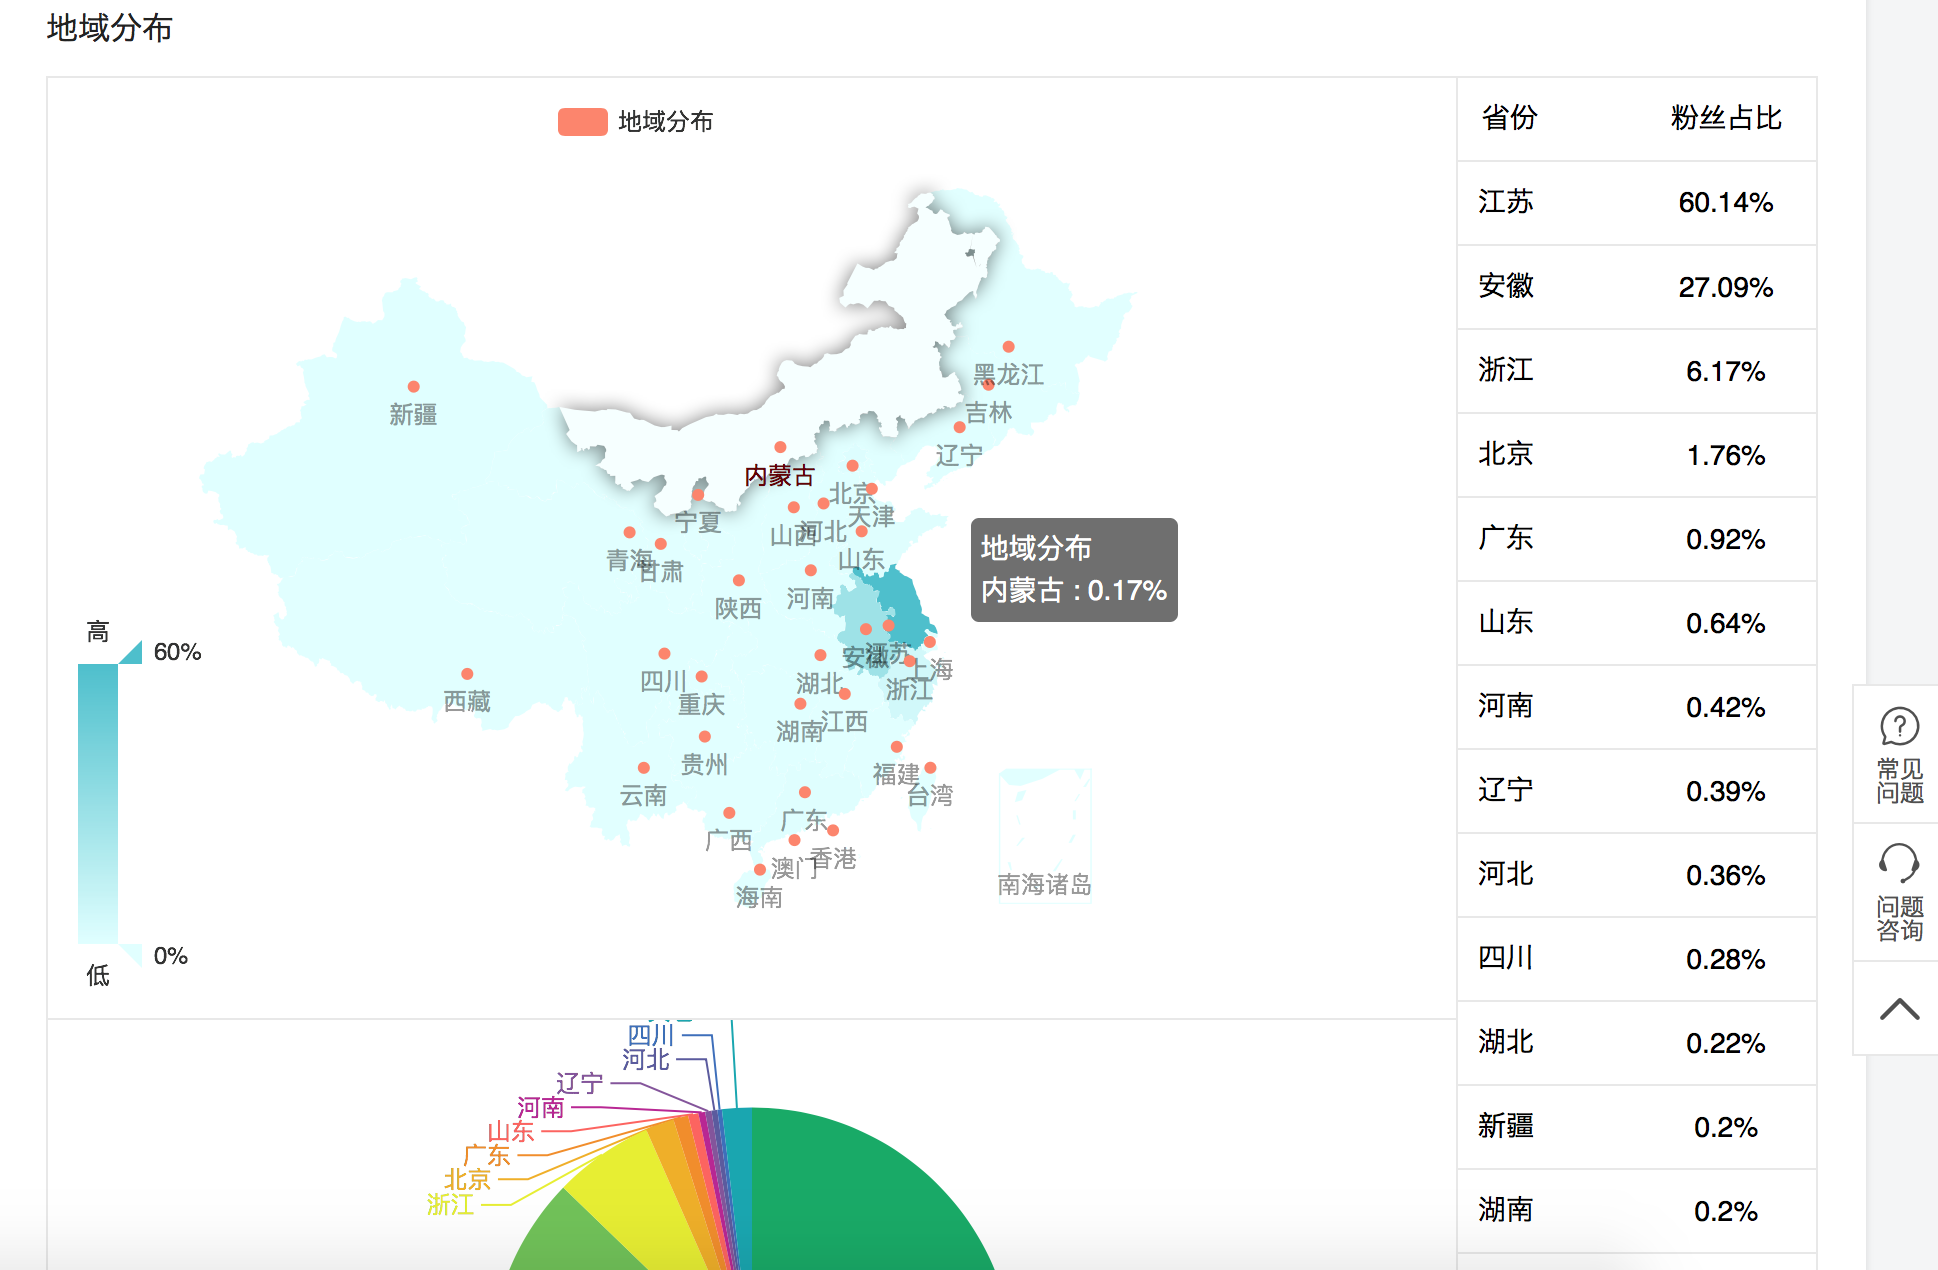 地域分布
地域分布
省份 粉丝占比
江苏 60.14%
安徽 27.09%
浙江 6.17%
北京 1.76%
广东 0.92%
山东 0.64%
河南 0.42%
辽宁 0.39%
河北 0.36%
四川 0.28%
湖北 0.22%
新疆 0.2%
湖南 0.2%
黑龙江
新疆
吉林
辽宁
内蒙古
北京
天津
宁夏
山西
河北
山东
青海
甘肃
河南
陕西
地域分布
内蒙古 : 0.17%
江苏
安徽
上海
四川
湖北
浙江
西藏
重庆
江西
湖南
贵州
福建
云南
台湾
广东
广西
香港
澳门
海南
南海诸岛
高
60%
0%
低
四川
河北
辽宁
河南
山东
广东
北京
浙江
常见
问题
问题
咨询